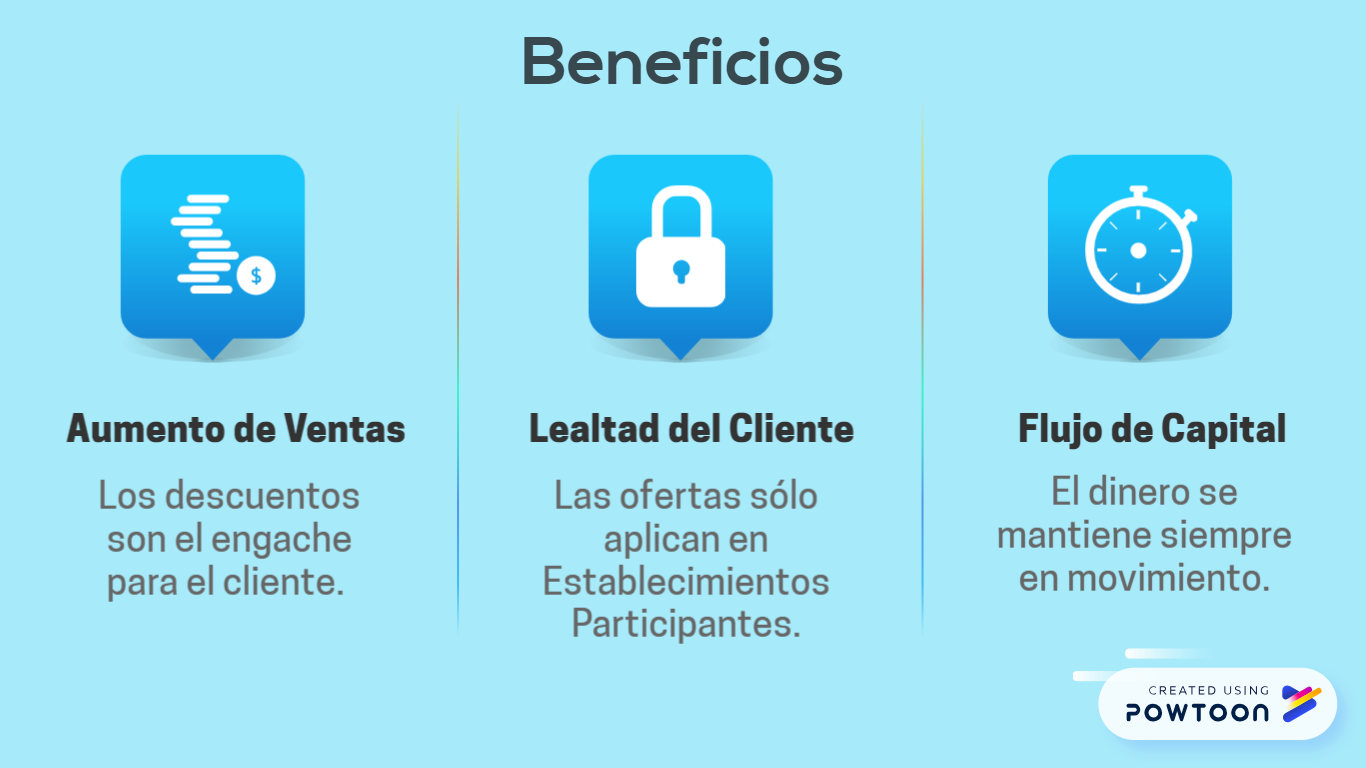 Beneficios
$
Aumento de Ventas
Los descuentos
son el engache
para el cliente.
Lealtad del Cliente
Las ofertas sólo
aplican en
Establecimientos
Participantes.
Flujo de Capital
El dinero se
mantiene siempre
en movimiento.
CREATED USING
POWTOON